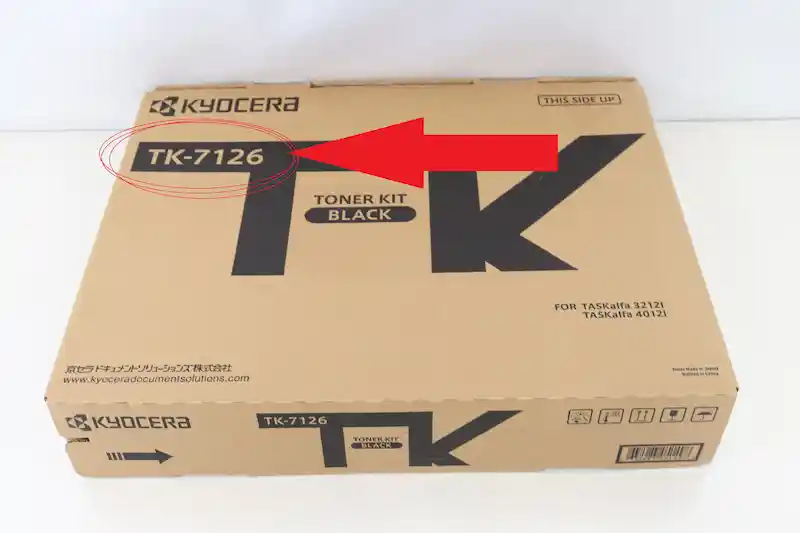 KYOCERA
THIS SIDE UP
TK-7126
TK
TONER KIT
BLACK
FOR TASKalfa 3212i
TASKalfa 4012i
京セラドキュメントソリューションズ株式会社
www.kyoceradocumentsolutions.com
KYOCERA
TK-7126
TK
TONER KIT
BLACK